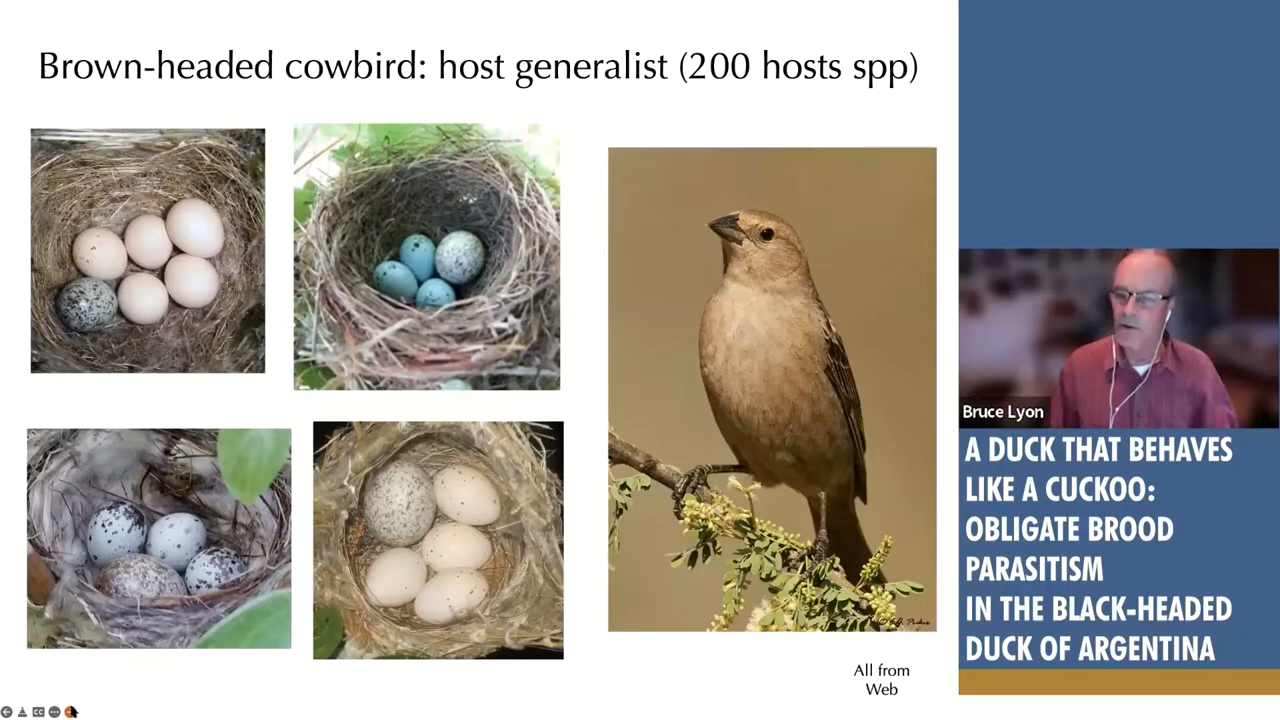 Brown-headed cowbird: host generalist (200 hosts spp)
All from
Web
Bruce Lyon
A DUCK THAT BEHAVES
LIKE A CUCKOO:
OBLIGATE BROOD
PARASITISM
IN THE BLACK-HEADED
DUCK OF ARGENTINA